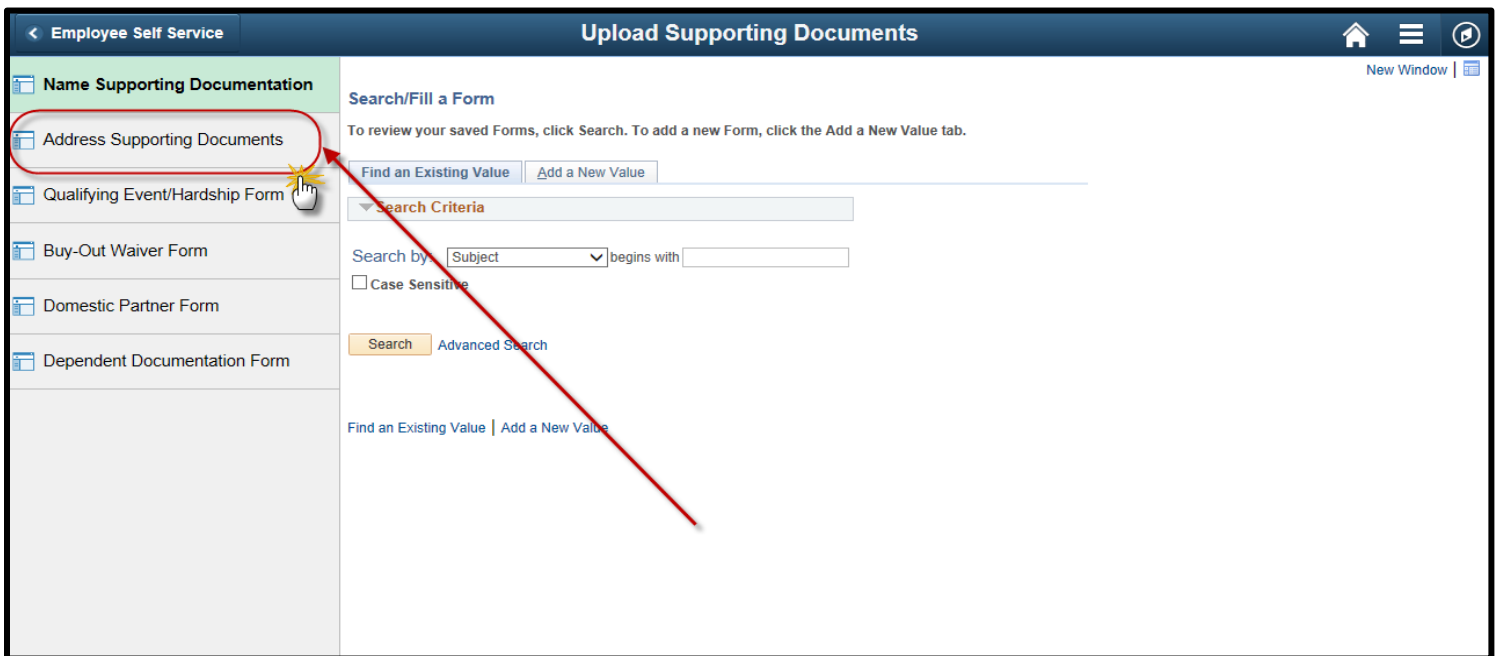 Employee Self Service
Upload Supporting Documents
New Window
Name Supporting Documentation
Address Supporting Documents
Qualifying Event/Hardship Form
Buy-Out Waiver Form
Domestic Partner Form
Dependent Documentation Form
Search/Fill a Form
To review your saved Forms, click Search. To add a new Form, click the Add a New Value tab.
Find an Existing Value Add a New Value
Search Criteria
Search by: Subject begins with
Case Sensitive
Search Advanced Search
Find an Existing Value | Add a New Value